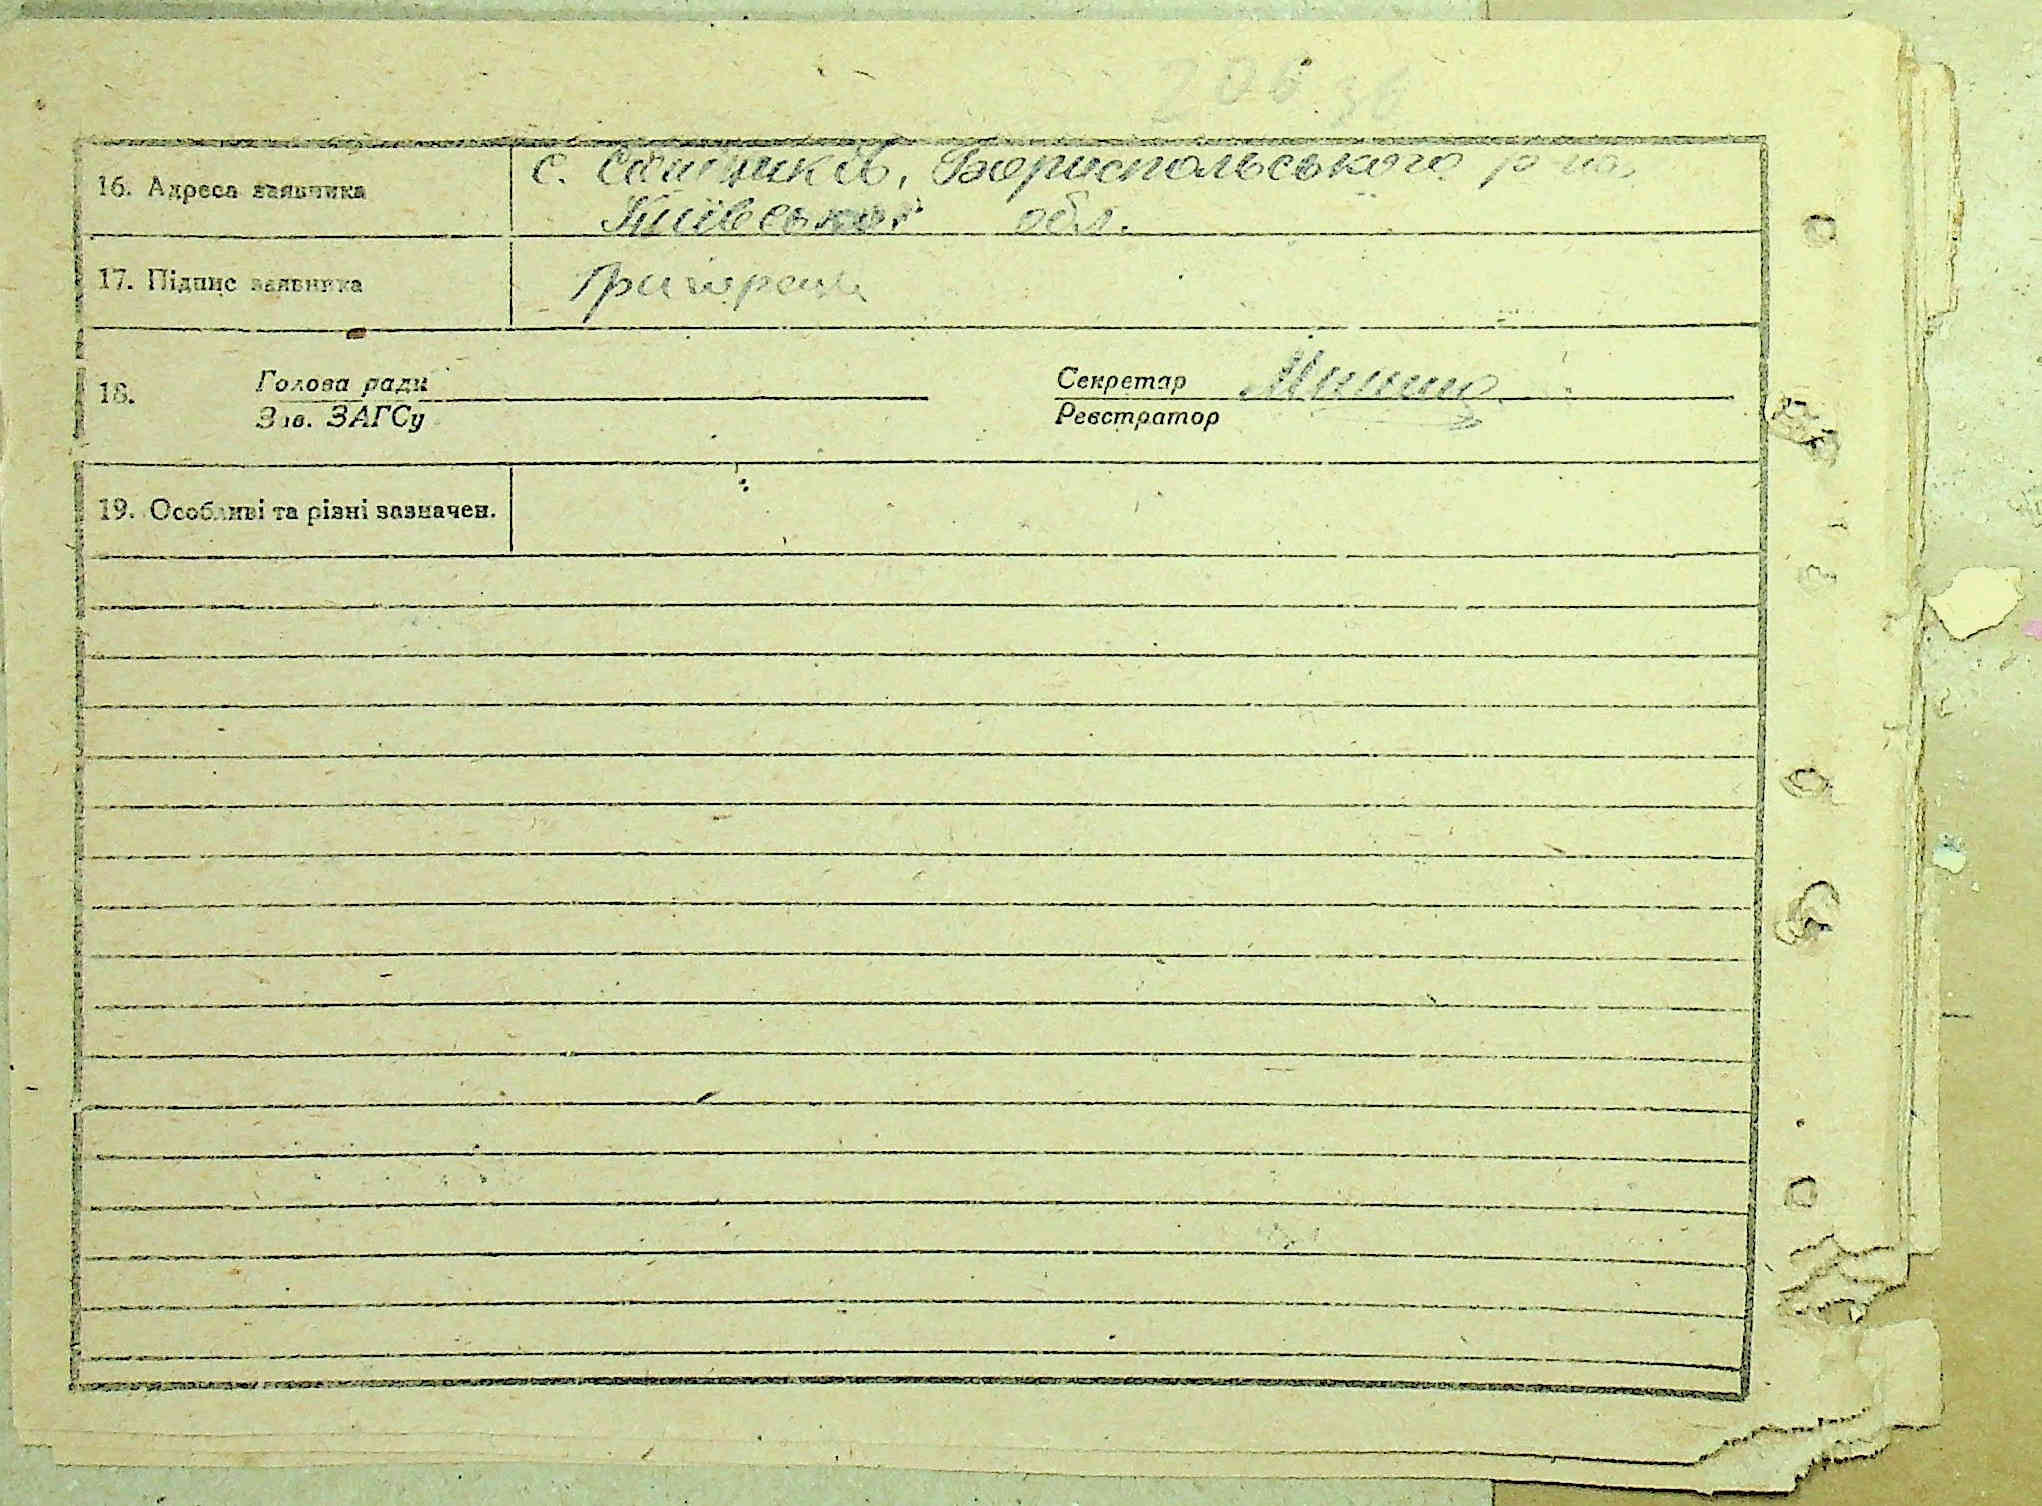 206 зв
с. Сошників, Бориспольського р-на,
16. Адреса заявника
Київської обл.
17. Підпис заявника
18. Голова ради Секретар
Зав. ЗАГСу Реєстратор
19. Особливі та різні зазначен.